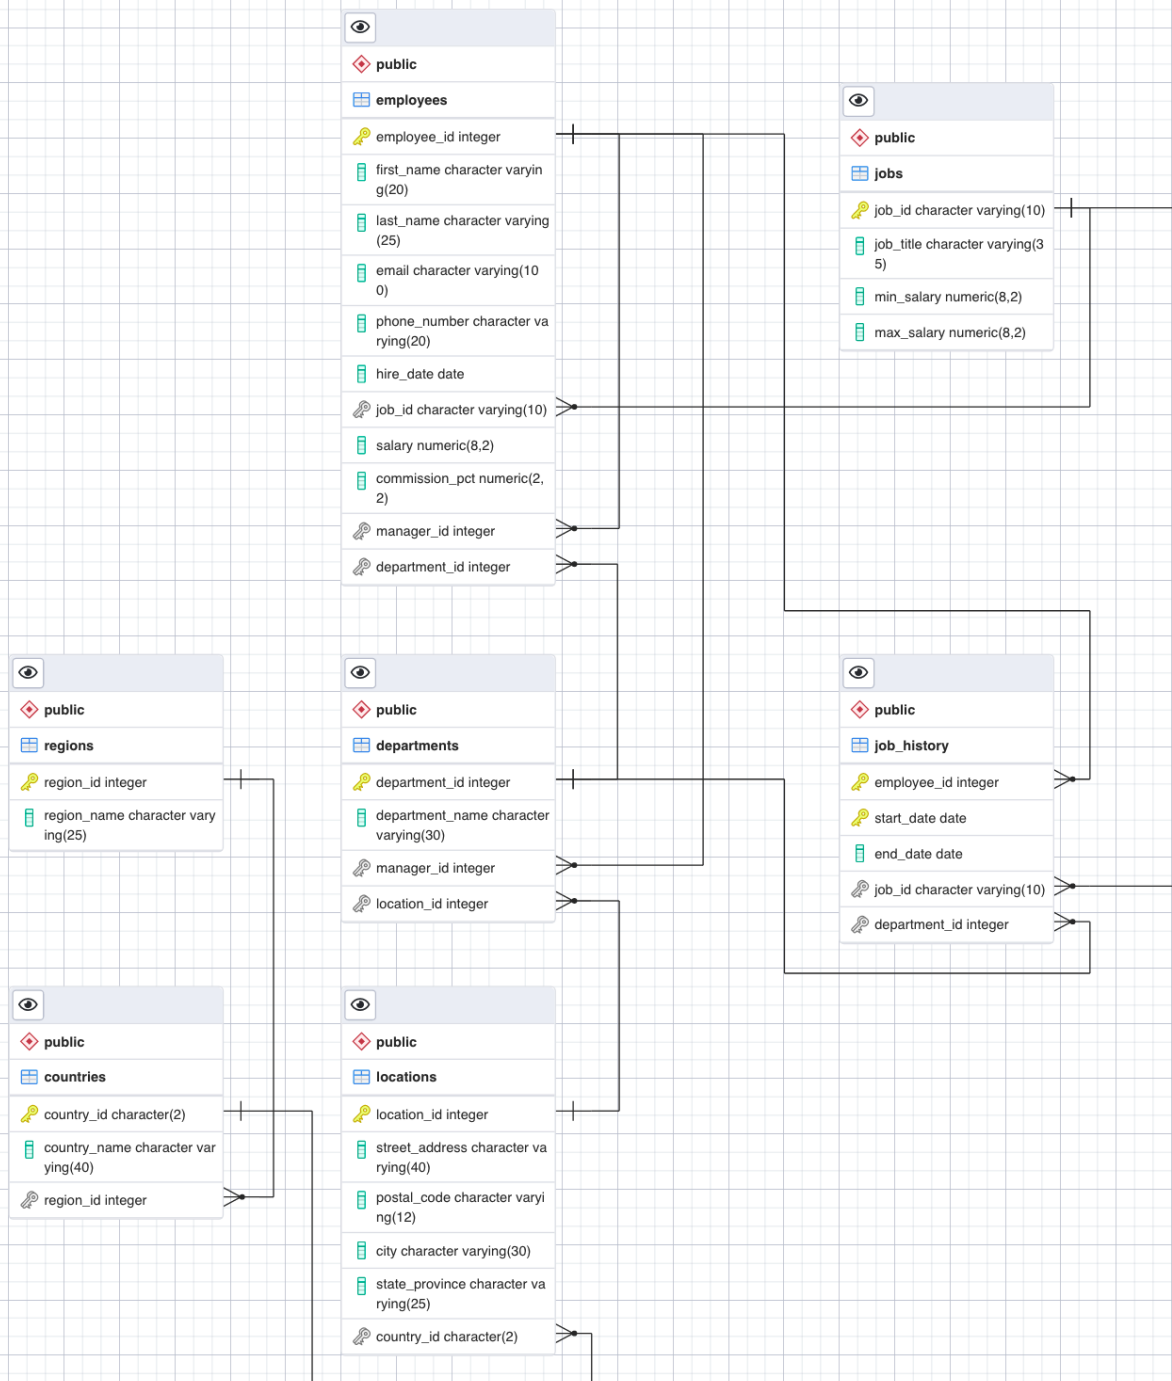 public
employees
employee_id integer
first_name character varyin
g(20)
last_name character varying
(25)
email character varying(10
0)
phone_number character va
rying(20)
hire_date date
job_id character varying(10)
salary numeric(8,2)
commission_pct numeric(2,
2)
manager_id integer
department_id integer
public
jobs
job_id character varying(10)
job_title character varying(3
5)
min_salary numeric(8,2)
max_salary numeric(8,2)
public
regions
region_id integer
region_name character vary
ing(25)
public
departments
department_id integer
department_name character
varying(30)
manager_id integer
location_id integer
public
job_history
employee_id integer
start_date date
end_date date
job_id character varying(10)
department_id integer
public
countries
country_id character(2)
country_name character var
ying(40)
region_id integer
public
locations
location_id integer
street_address character va
rying(40)
postal_code character varyi
ng(12)
city character varying(30)
state_province character va
rying(25)
country_id character(2)